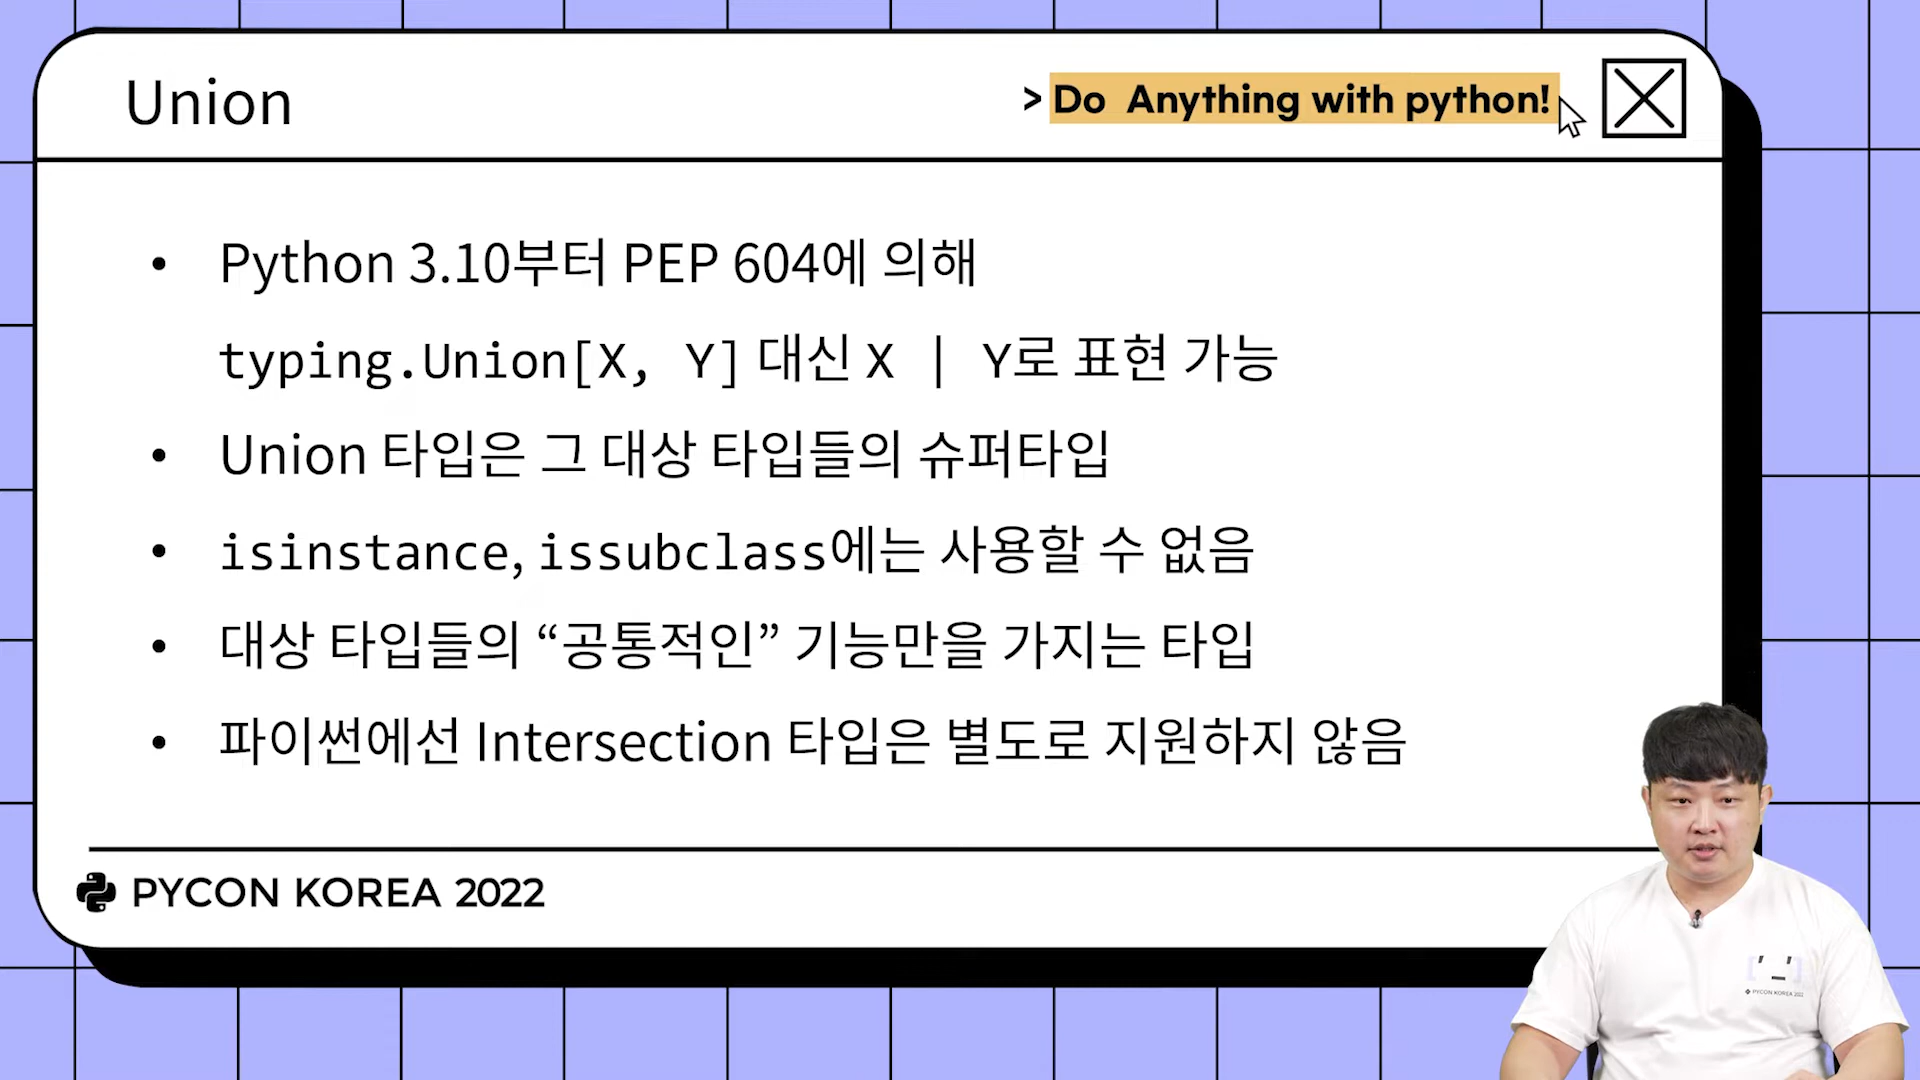 Union
> Do Anything with python!
• Python 3.10부터 PEP 604에 의해
typing.Union[X, Y] 대신 X | Y로 표현 가능
• Union 타입은 그 대상 타입들의 슈퍼타입
• isinstance, issubclass에는 사용할 수 없음
• 대상 타입들의 “공통적인” 기능만을 가지는 타입
• 파이썬에선 Intersection 타입은 별도로 지원하지 않음
PYCON KOREA 2022
['_']
PYCON KOREA 2022